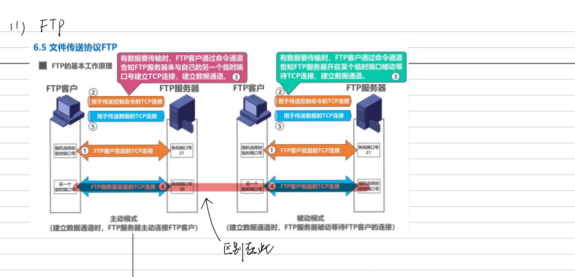 (1) FTP
6.5 文件传送协议FTP
FTP的基本工作原理
有数据要传输时，FTP客户通过命令通道
告知FTP服务器来与自己的另一个临时端
口号建立TCP连接，建立数据通道。③
FTP客户
FTP服务器
②
用于传送控制命令的TCP连接
用于传送数据的TCP连接
⑤
随机选择的
临时端口号
① FTP客户发起的TCP连接
熟知端口号
21
另一个
临时端口号
FTP服务器发起的TCP连接 ④
熟知端口号
20
主动模式
(建立数据通道时，FTP服务器主动连接FTP客户)
有数据要传输时，FTP客户通过命令通道
告知FTP服务器开启某个临时端口被动等
待TCP连接，建立数据通道。③
FTP客户
FTP服务器
②
用于传送控制命令的TCP连接
用于传送数据的TCP连接
⑤
随机选择的
临时端口号
① FTP客户发起的TCP连接
熟知端口号
21
另一个
临时端口号
④ FTP客户发起的TCP连接
随机选择的
临时端口号
被动模式
(建立数据通道时，FTP服务器被动等待FTP客户的连接)
区别在此